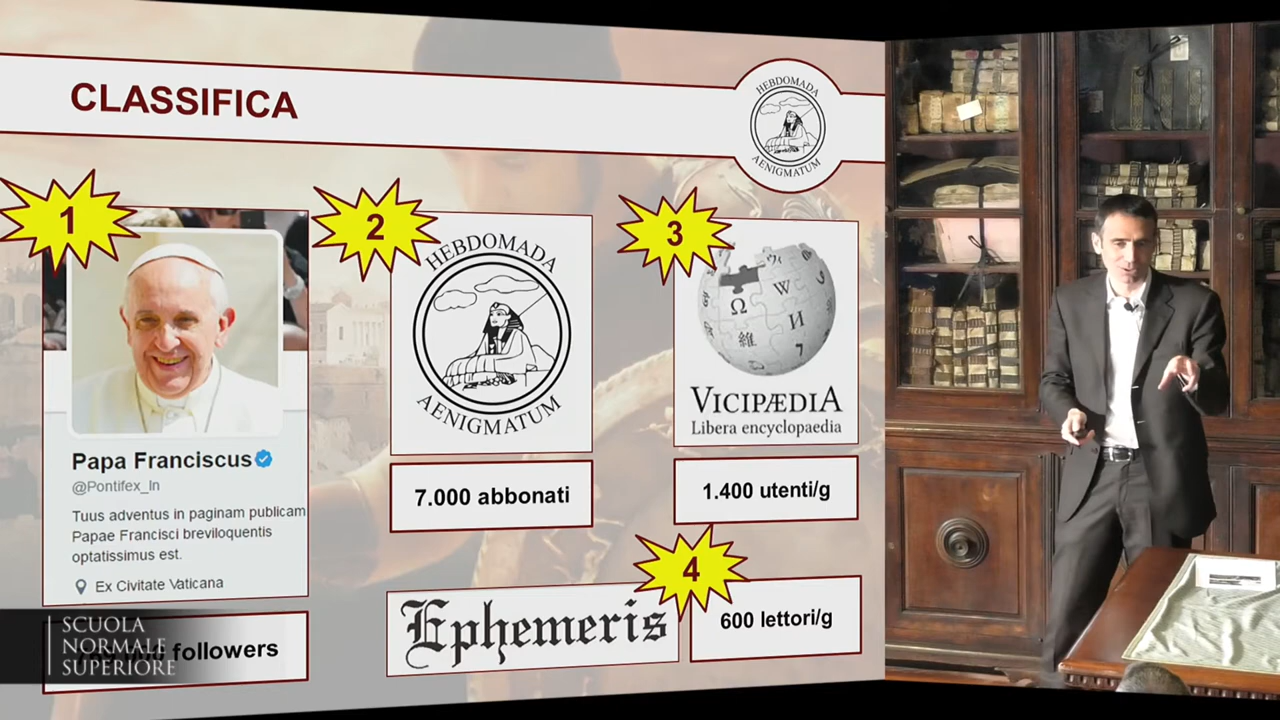 CLASSIFICA
HEBDOMADA
AENIGMATUM
1
Papa Franciscus
@Pontifex_ln
Tuus adventus in paginam publicam
Papae Francisci breviloquentis
optatissimus est.
Ex Civitate Vaticana
followers
2
HEBDOMADA
AENIGMATUM
7.000 abbonati
3
Ω
W
И
維
VICIPÆDIA
Libera encyclopaedia
1.400 utenti/g
4
Ephemeris
600 lettori/g
SCUOLA
NORMALE
SUPERIORE